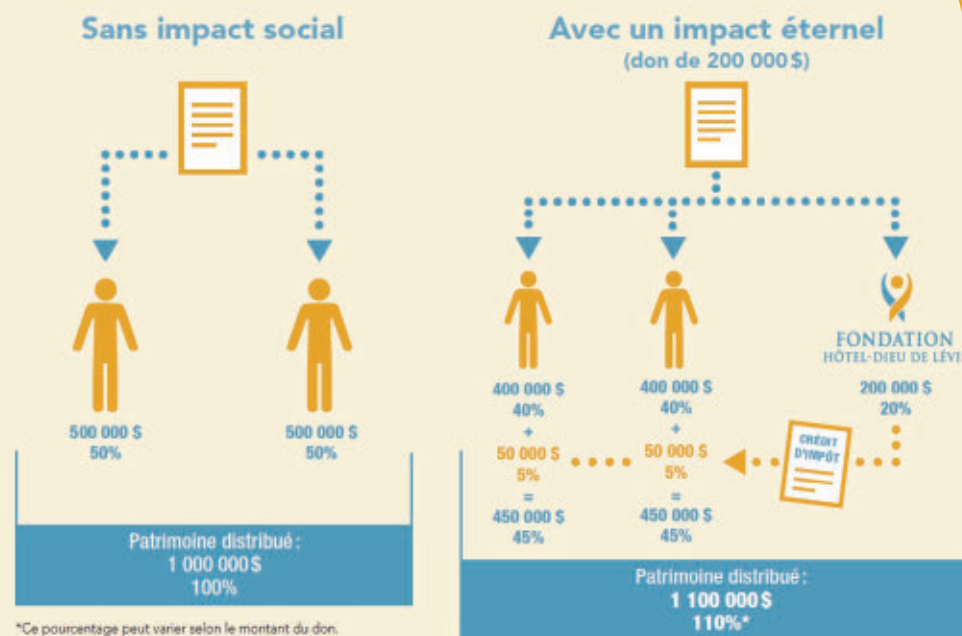 Sans impact social
500 000 $
50%
500 000 $
50%
Patrimoine distribué :
1 000 000 $
100%
*Ce pourcentage peut varier selon le montant du don.
Avec un impact éternel
(don de 200 000 $)
FONDATION
HÔTEL-DIEU DE LÉVI
400 000 $
40%
+
50 000 $
5%
=
450 000 $
45%
400 000 $
40%
+
50 000 $
5%
=
450 000 $
45%
200 000 $
20%
CRÉDIT
D'IMPÔT
Patrimoine distribué :
1 100 000 $
110%*